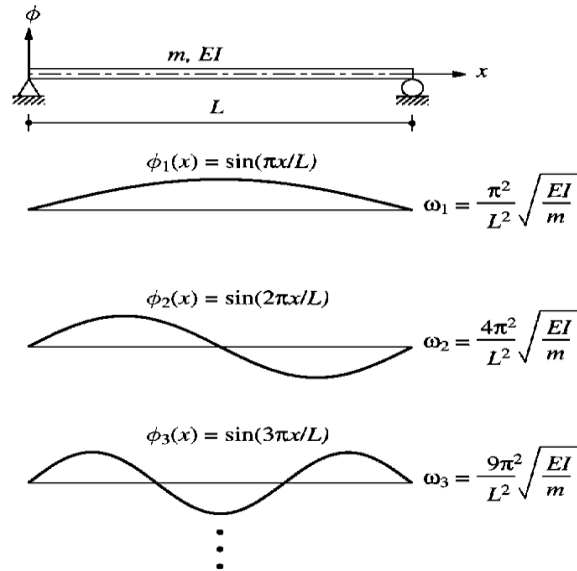 ϕ
m, EI
x
L
ϕ₁(x) = sin(πx/L)
ω₁ = π²/L² √(EI/m)
ϕ₂(x) = sin(2πx/L)
ω₂ = 4π²/L² √(EI/m)
ϕ₃(x) = sin(3πx/L)
ω₃ = 9π²/L² √(EI/m)